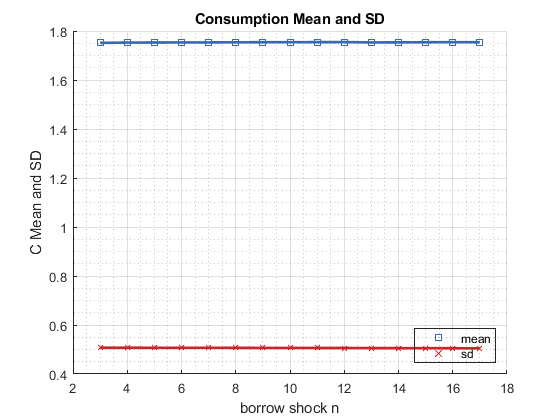 Consumption Mean and SD
C Mean and SD
1.8
1.6
1.4
1.2
1
0.8
0.6
0.4
2 4 6 8 10 12 14 16 18
borrow shock n
mean
sd